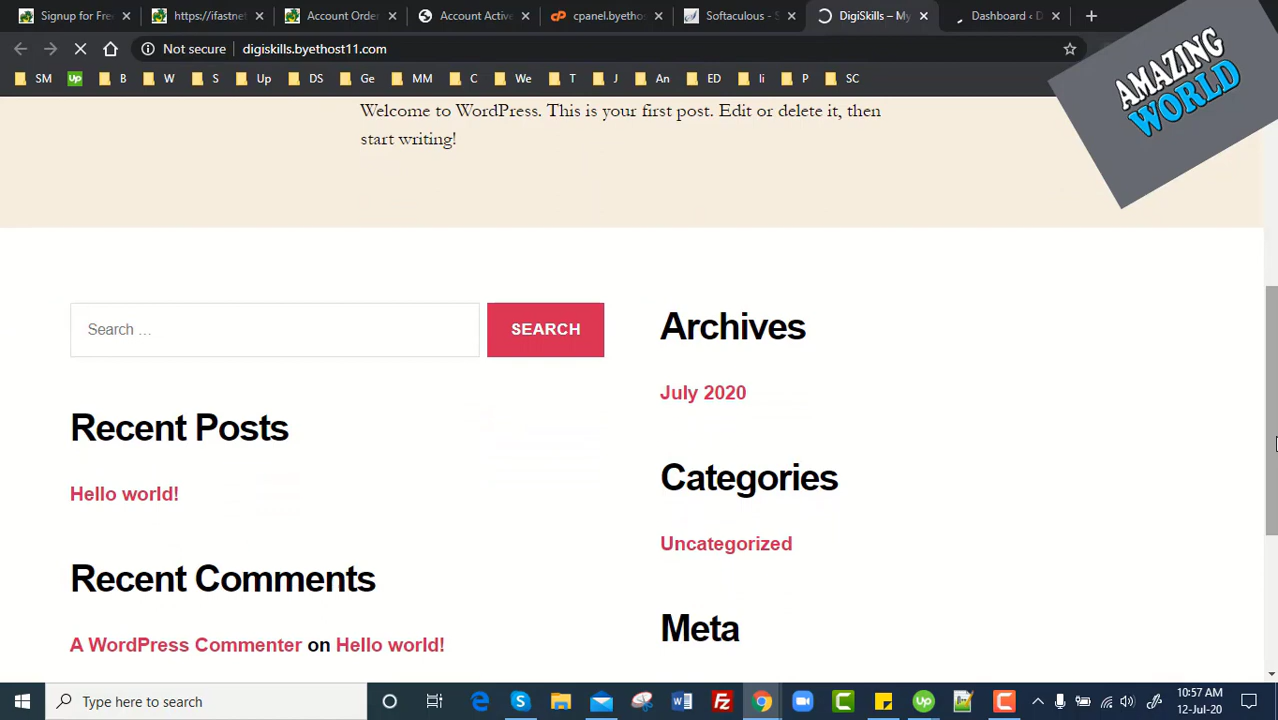 Signup for Fre
https://ifastnet
Account Order
Account Active
cpanel.byetho
Softaculous - S
DigiSkills – My
Dashboard ‹ D
Not secure
digiskills.byethost11.com
SM
Up
B
W
S
Up
DS
Ge
MM
C
We
T
J
An
ED
Ii
P
SC
AMAZING
WORLD
Welcome to WordPress. This is your first post. Edit or delete it, then
start writing!
Search …
SEARCH
Archives
July 2020
Recent Posts
Hello world!
Categories
Uncategorized
Recent Comments
A WordPress Commenter on Hello world!
Meta
Type here to search
10:57 AM
12-Jul-20